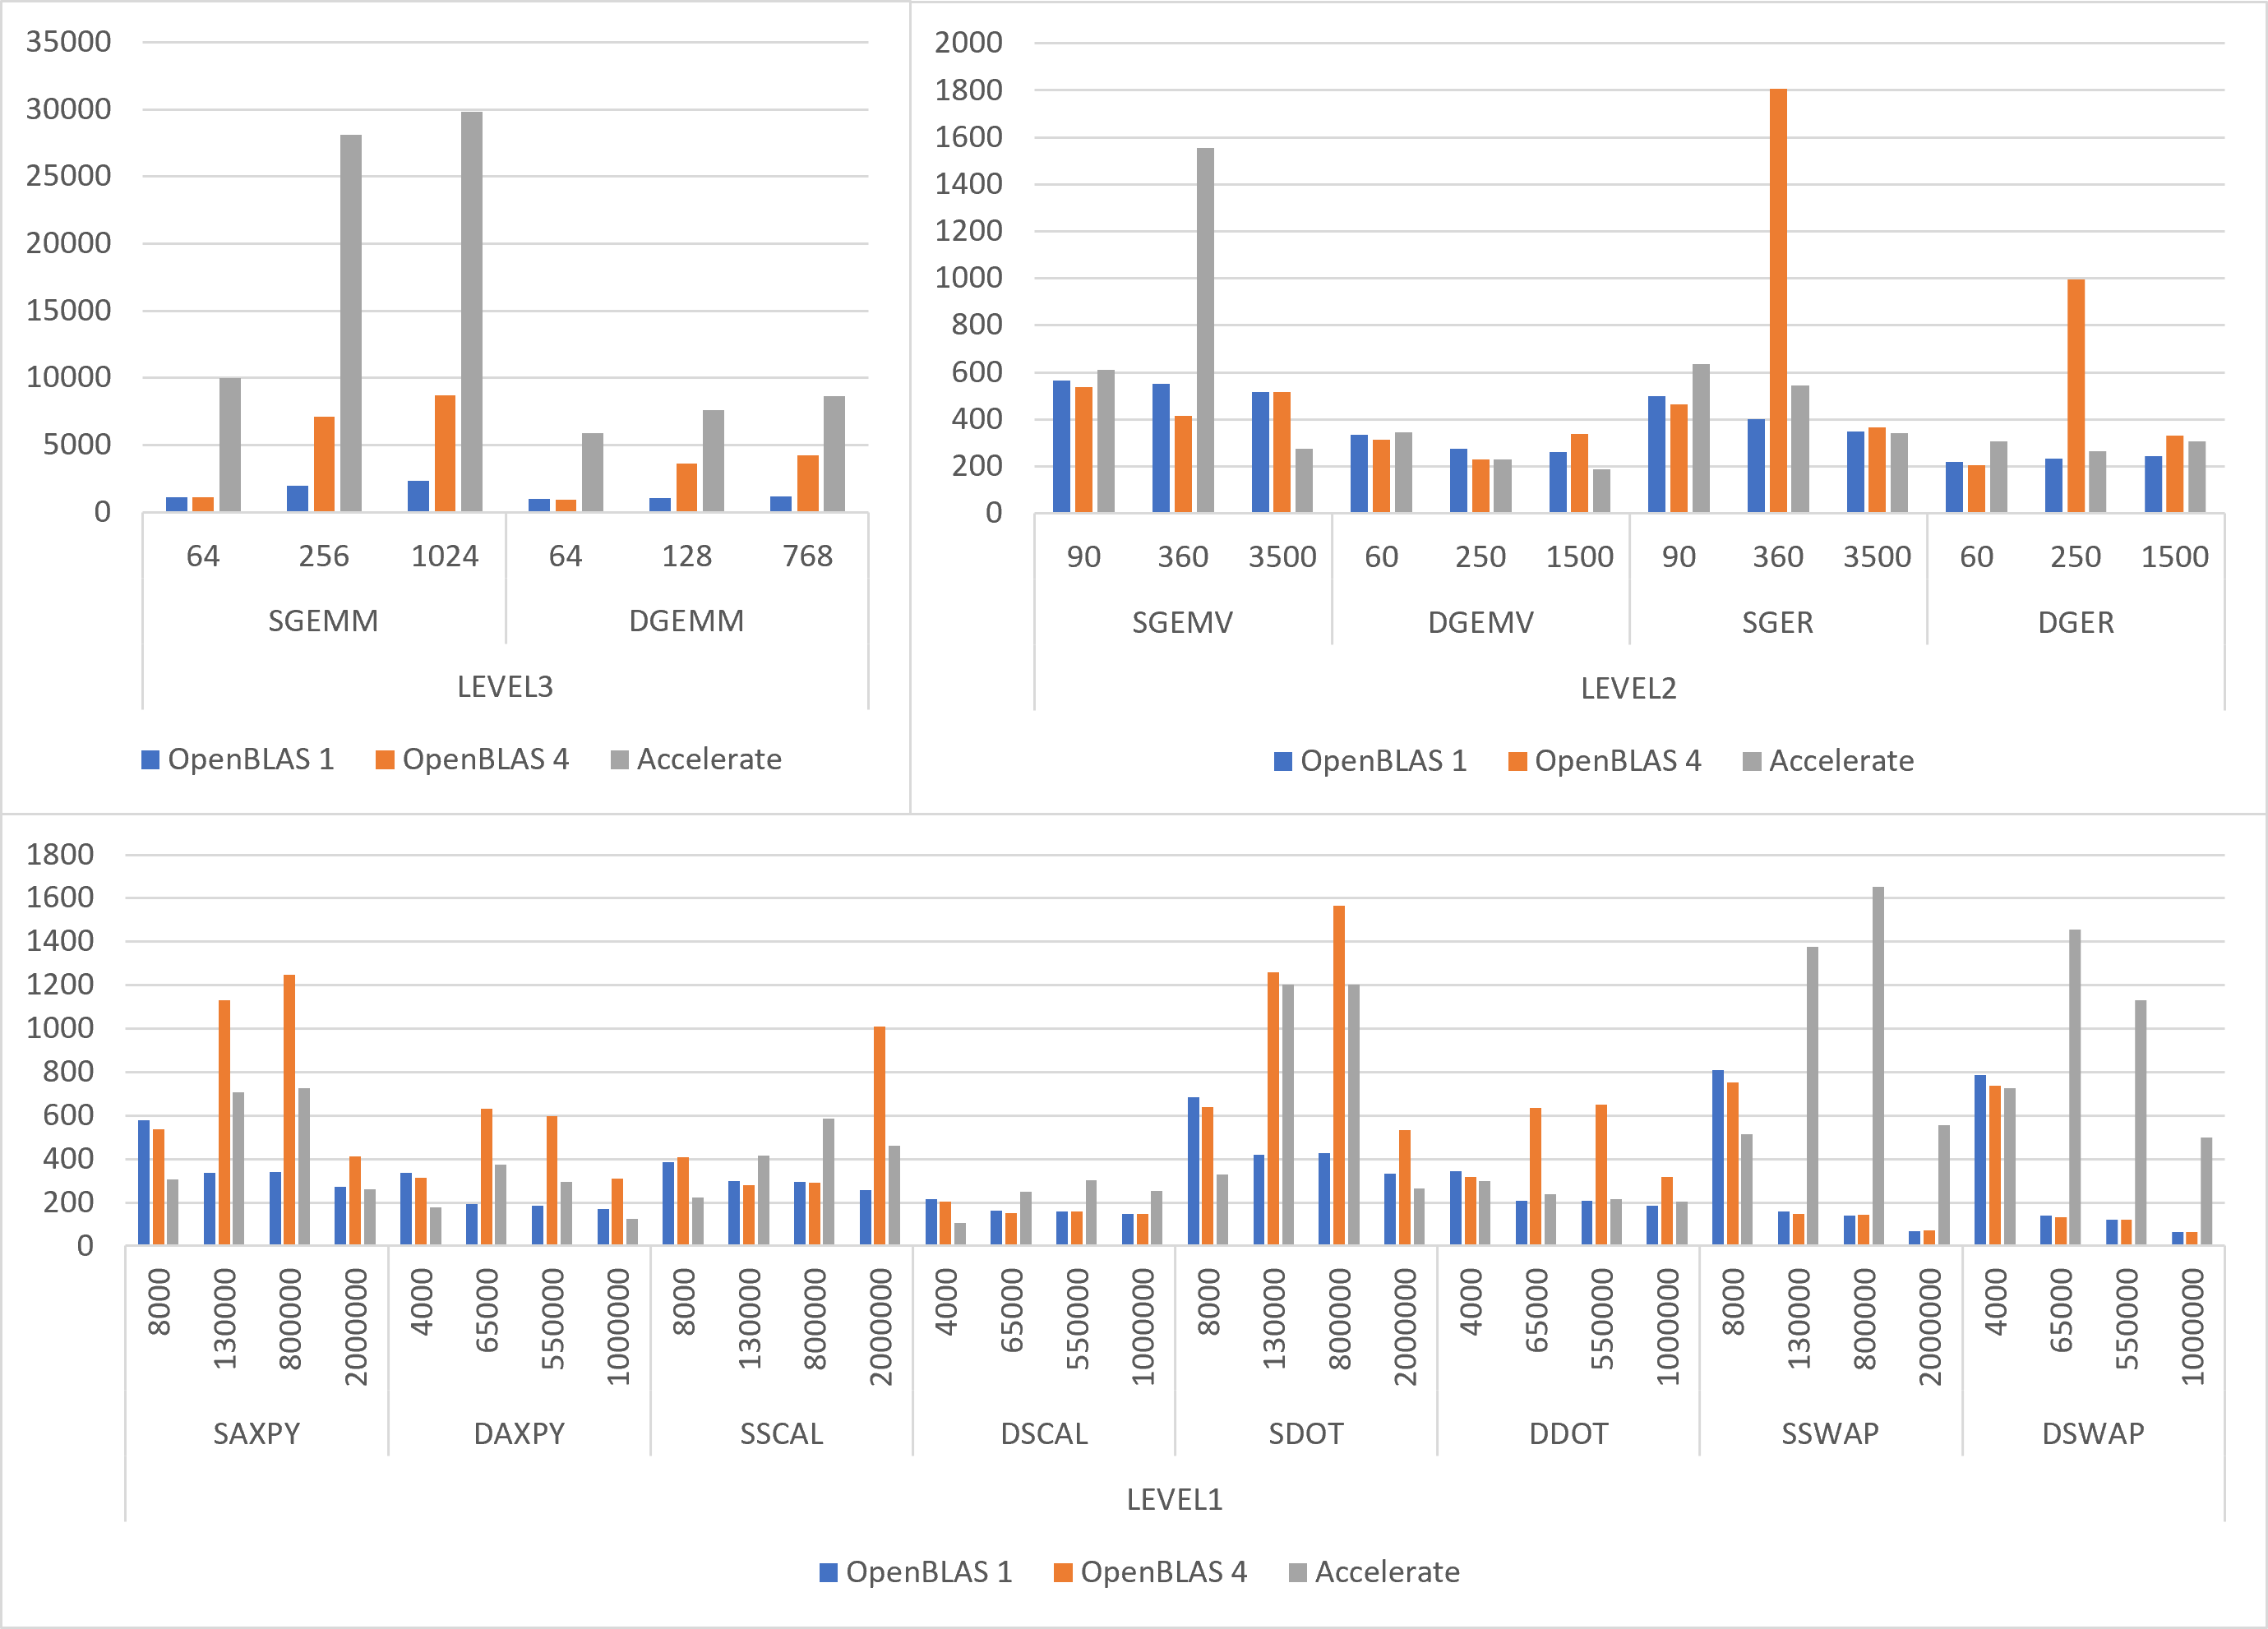 35000
30000
25000
20000
15000
10000
5000
0
64 256 1024 64 128 768
SGEMM DGEMM
LEVEL3
OpenBLAS 1 OpenBLAS 4 Accelerate
2000
1800
1600
1400
1200
1000
800
600
400
200
0
90 360 3500 60 250 1500 90 360 3500 60 250 1500
SGEMV DGEMV SGER DGER
LEVEL2
OpenBLAS 1 OpenBLAS 4 Accelerate
1800
1600
1400
1200
1000
800
600
400
200
0
8000 130000 800000 2000000 4000 65000 550000 1000000 8000 130000 800000 2000000 4000 65000 550000 1000000 8000 130000 800000 2000000 4000 65000 550000 1000000 8000 130000 800000 2000000 4000 65000 550000 1000000
SAXPY DAXPY SSCAL DSCAL SDOT DDOT SSWAP DSWAP
LEVEL1
OpenBLAS 1 OpenBLAS 4 Accelerate